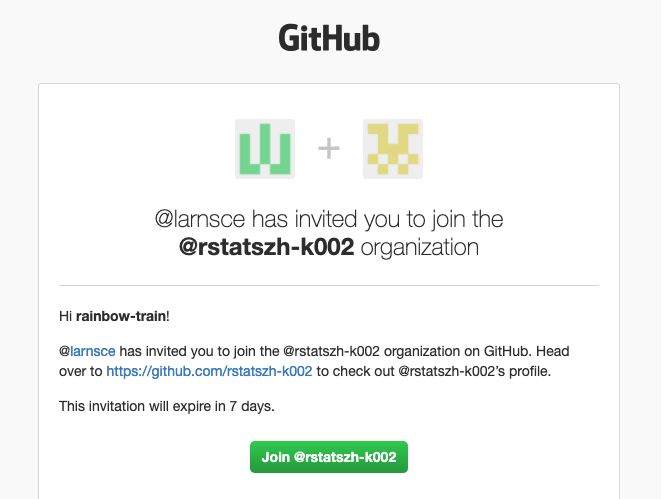 GitHub
+
@larnsce has invited you to join the
@rstatszh-k002 organization
Hi rainbow-train!
@larnsce has invited you to join the @rstatszh-k002 organization on GitHub. Head
over to https://github.com/rstatszh-k002 to check out @rstatszh-k002's profile.
This invitation will expire in 7 days.
Join @rstatszh-k002